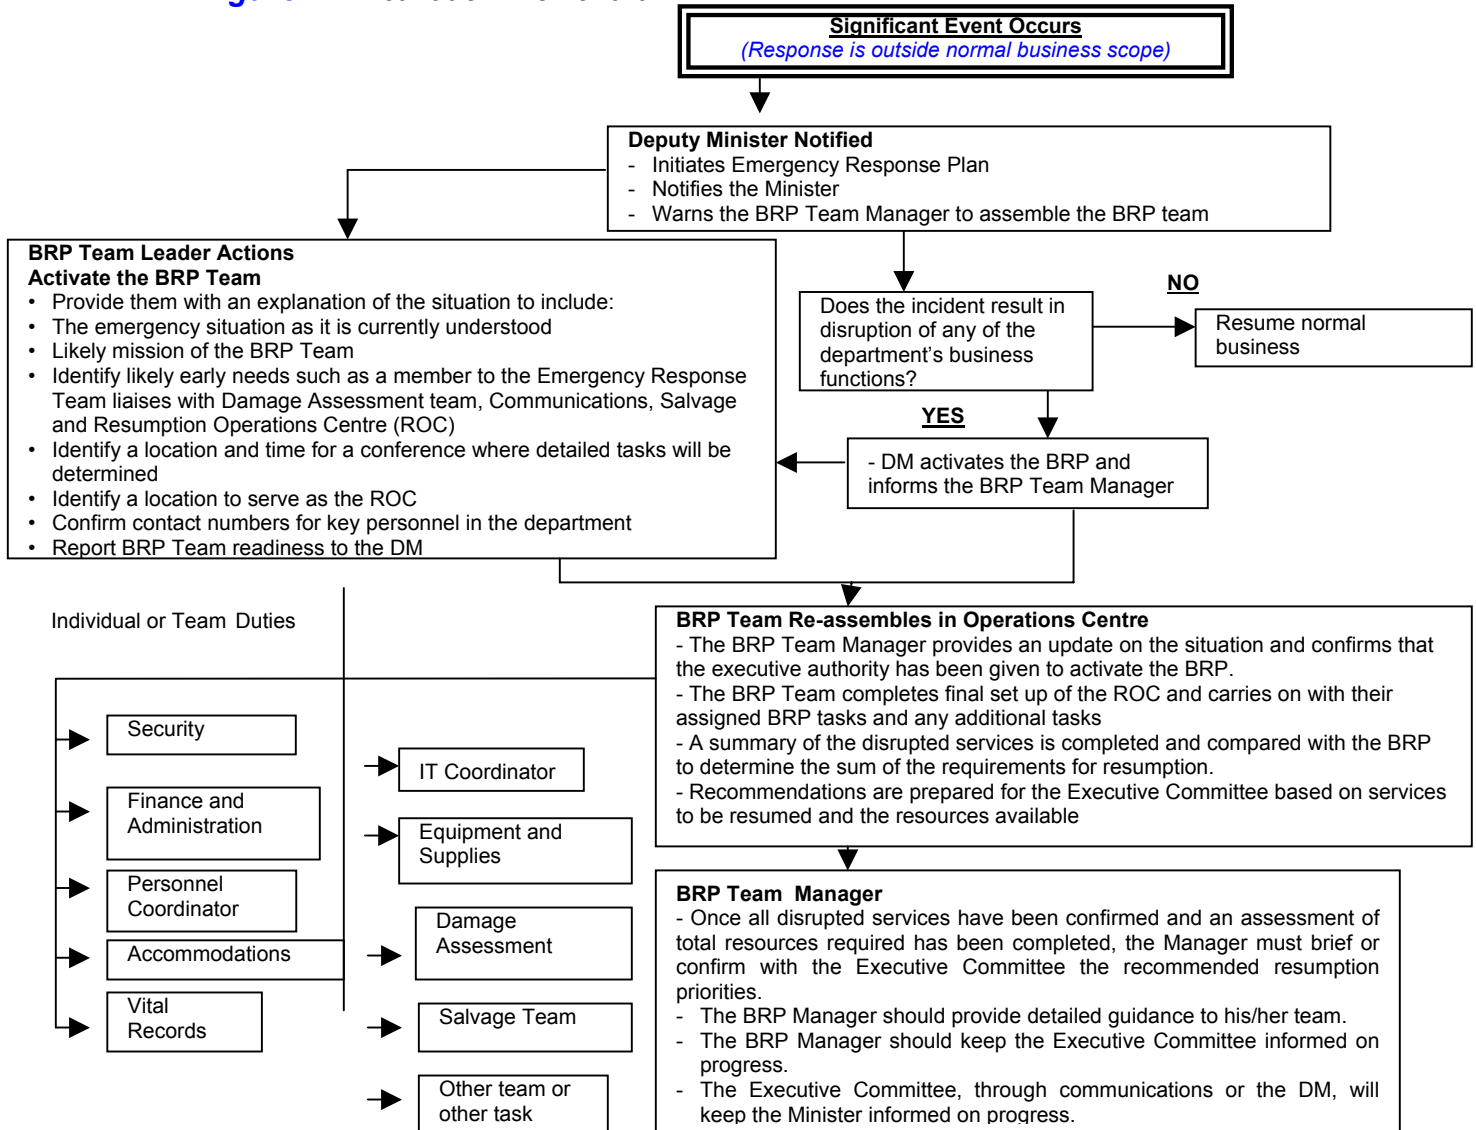 Significant Event Occurs
(Response is outside normal business scope)
Deputy Minister Notified
- Initiates Emergency Response Plan
- Notifies the Minister
- Warns the BRP Team Manager to assemble the BRP team
BRP Team Leader Actions
Activate the BRP Team
• Provide them with an explanation of the situation to include:
• The emergency situation as it is currently understood
• Likely mission of the BRP Team
• Identify likely early needs such as a member to the Emergency Response
Team liaises with Damage Assessment team, Communications, Salvage
and Resumption Operations Centre (ROC)
• Identify a location and time for a conference where detailed tasks will be
determined
• Identify a location to serve as the ROC
• Confirm contact numbers for key personnel in the department
• Report BRP Team readiness to the DM
Does the incident result in
disruption of any of the
department's business
functions?
NO
Resume normal
business
YES
- DM activates the BRP and
informs the BRP Team Manager
Individual or Team Duties
Security
Finance and
Administration
Personnel
Coordinator
Accommodations
Vital
Records
IT Coordinator
Equipment and
Supplies
Damage
Assessment
Salvage Team
Other team or
other task
BRP Team Re-assembles in Operations Centre
- The BRP Team Manager provides an update on the situation and confirms that
the executive authority has been given to activate the BRP.
- The BRP Team completes final set up of the ROC and carries on with their
assigned BRP tasks and any additional tasks
- A summary of the disrupted services is completed and compared with the BRP
to determine the sum of the requirements for resumption.
- Recommendations are prepared for the Executive Committee based on services
to be resumed and the resources available
BRP Team Manager
- Once all disrupted services have been confirmed and an assessment of
total resources required has been completed, the Manager must brief or
confirm with the Executive Committee the recommended resumption
priorities.
- The BRP Manager should provide detailed guidance to his/her team.
- The BRP Manager should keep the Executive Committee informed on
progress.
- The Executive Committee, through communications or the DM, will
keep the Minister informed on progress.